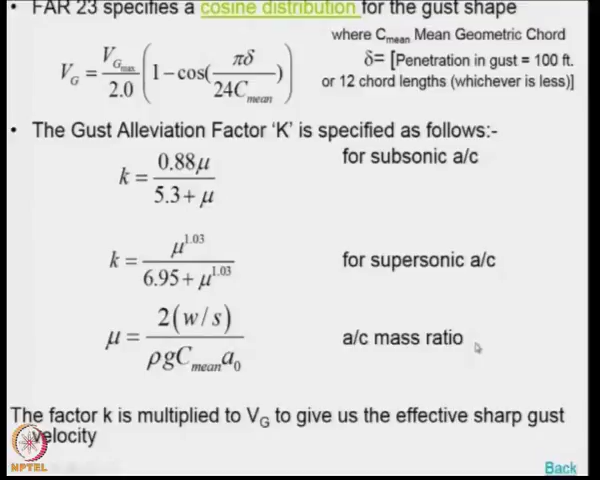 • FAR 23 specifies a cosine distribution for the gust shape
where C_mean Mean Geometric Chord
V_G = V_Gmax / 2.0 (1 − cos(πδ / 24C_mean))
δ= [Penetration in gust = 100 ft.
or 12 chord lengths (whichever is less)]
• The Gust Alleviation Factor ‘K’ is specified as follows:-
k = 0.88μ / 5.3 + μ
for subsonic a/c
k = μ^1.03 / 6.95 + μ^1.03
for supersonic a/c
μ = 2(w/s) / ρgC_mean a_0
a/c mass ratio
The factor k is multiplied to V_G to give us the effective sharp gust
velocity
NPTEL
Back